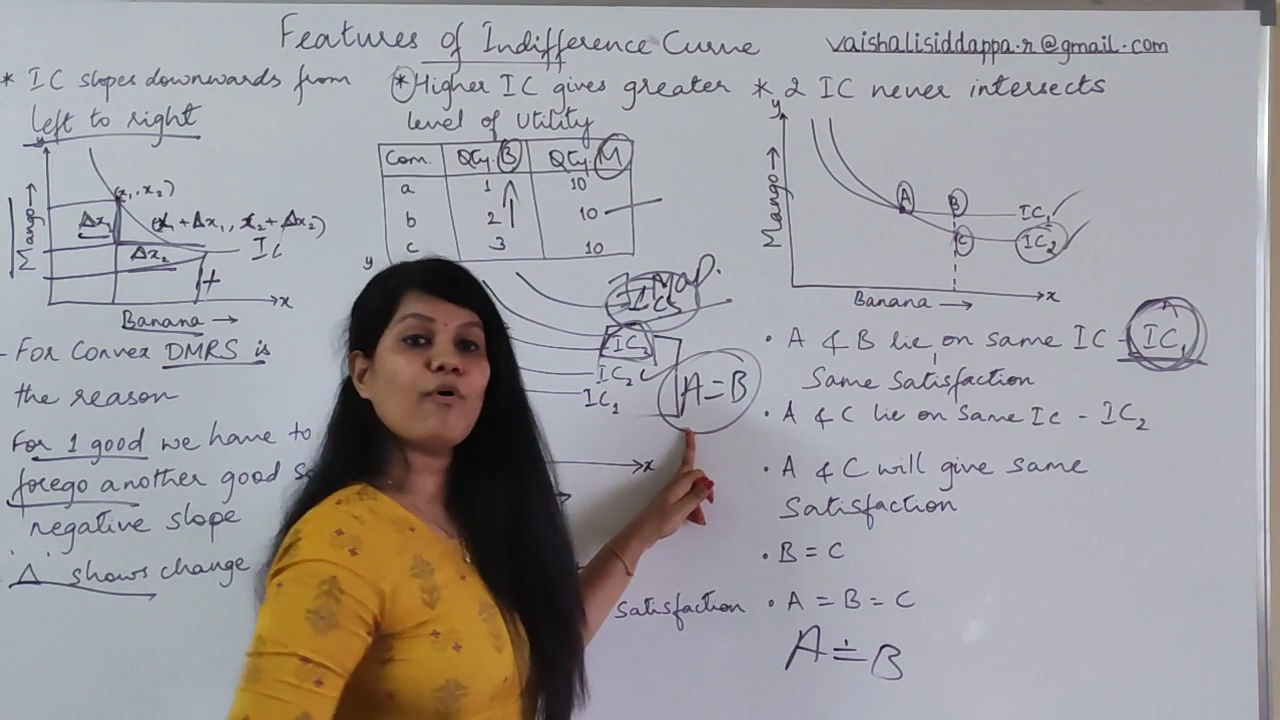 Features of Indifference Curve
vaishalisiddappa.r@gmail.com
* IC slopes downwards from
left to right
y
Mango →
(x₁, x₂)
Δx₁
(x₁ + Δx₁, x₂ + Δx₂)
Δx₂
IC
x
Banana →
- For Convex DMRS is
the reason
For 1 good we have to
forego another good
negative slope
Δ shows change
* Higher IC gives greater
level of Utility
Com. Qty. B Qty. M
a 1 10
b 2 10
c 3 10
y
Map.
IC₃
IC₂
IC₁
A=B
x
Satisfaction
* 2 IC never intersects
y
Mango →
A
B
C
IC₁
IC₂
Banana →
x
• A & B lie on same IC - IC₁
Same Satisfaction
• A & C lie on Same IC - IC₂
• A & C will give same
Satisfaction
• B = C
• A = B = C
A = B